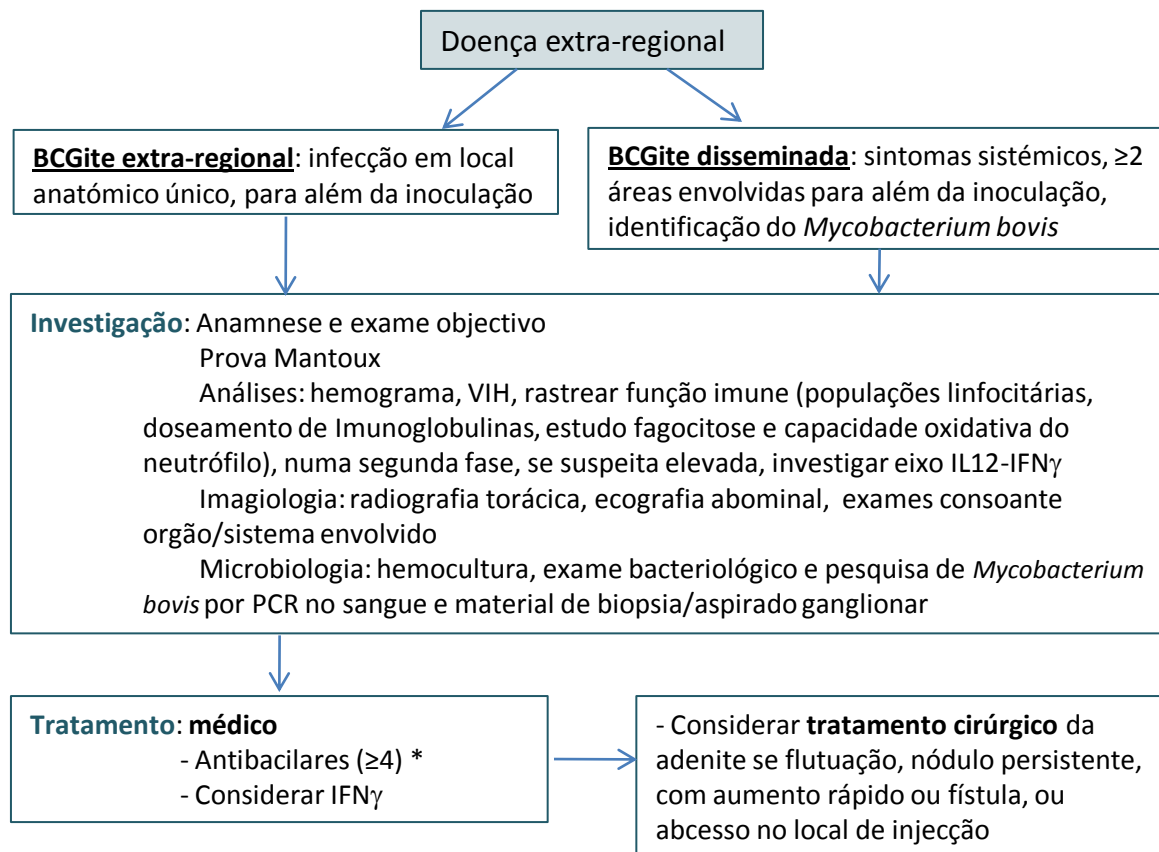 Doença extra-regional
BCGite extra-regional: infecção em local
anatómico único, para além da inoculação
BCGite disseminada: sintomas sistémicos, ≥2
áreas envolvidas para além da inoculação,
identificação do Mycobacterium bovis
Investigação: Anamnese e exame objectivo
Prova Mantoux
Análises: hemograma, VIH, rastrear função imune (populações linfocitárias,
doseamento de Imunoglobulinas, estudo fagocitose e capacidade oxidativa do
neutrófilo), numa segunda fase, se suspeita elevada, investigar eixo IL12-IFNγ
Imagiologia: radiografia torácica, ecografia abominal, exames consoante
orgão/sistema envolvido
Microbiologia: hemocultura, exame bacteriológico e pesquisa de Mycobacterium
bovis por PCR no sangue e material de biopsia/aspirado ganglionar
Tratamento: médico
- Antibacilares (≥4) *
- Considerar IFNγ
- Considerar tratamento cirúrgico da
adenite se flutuação, nódulo persistente,
com aumento rápido ou fístula, ou
abcesso no local de injecção